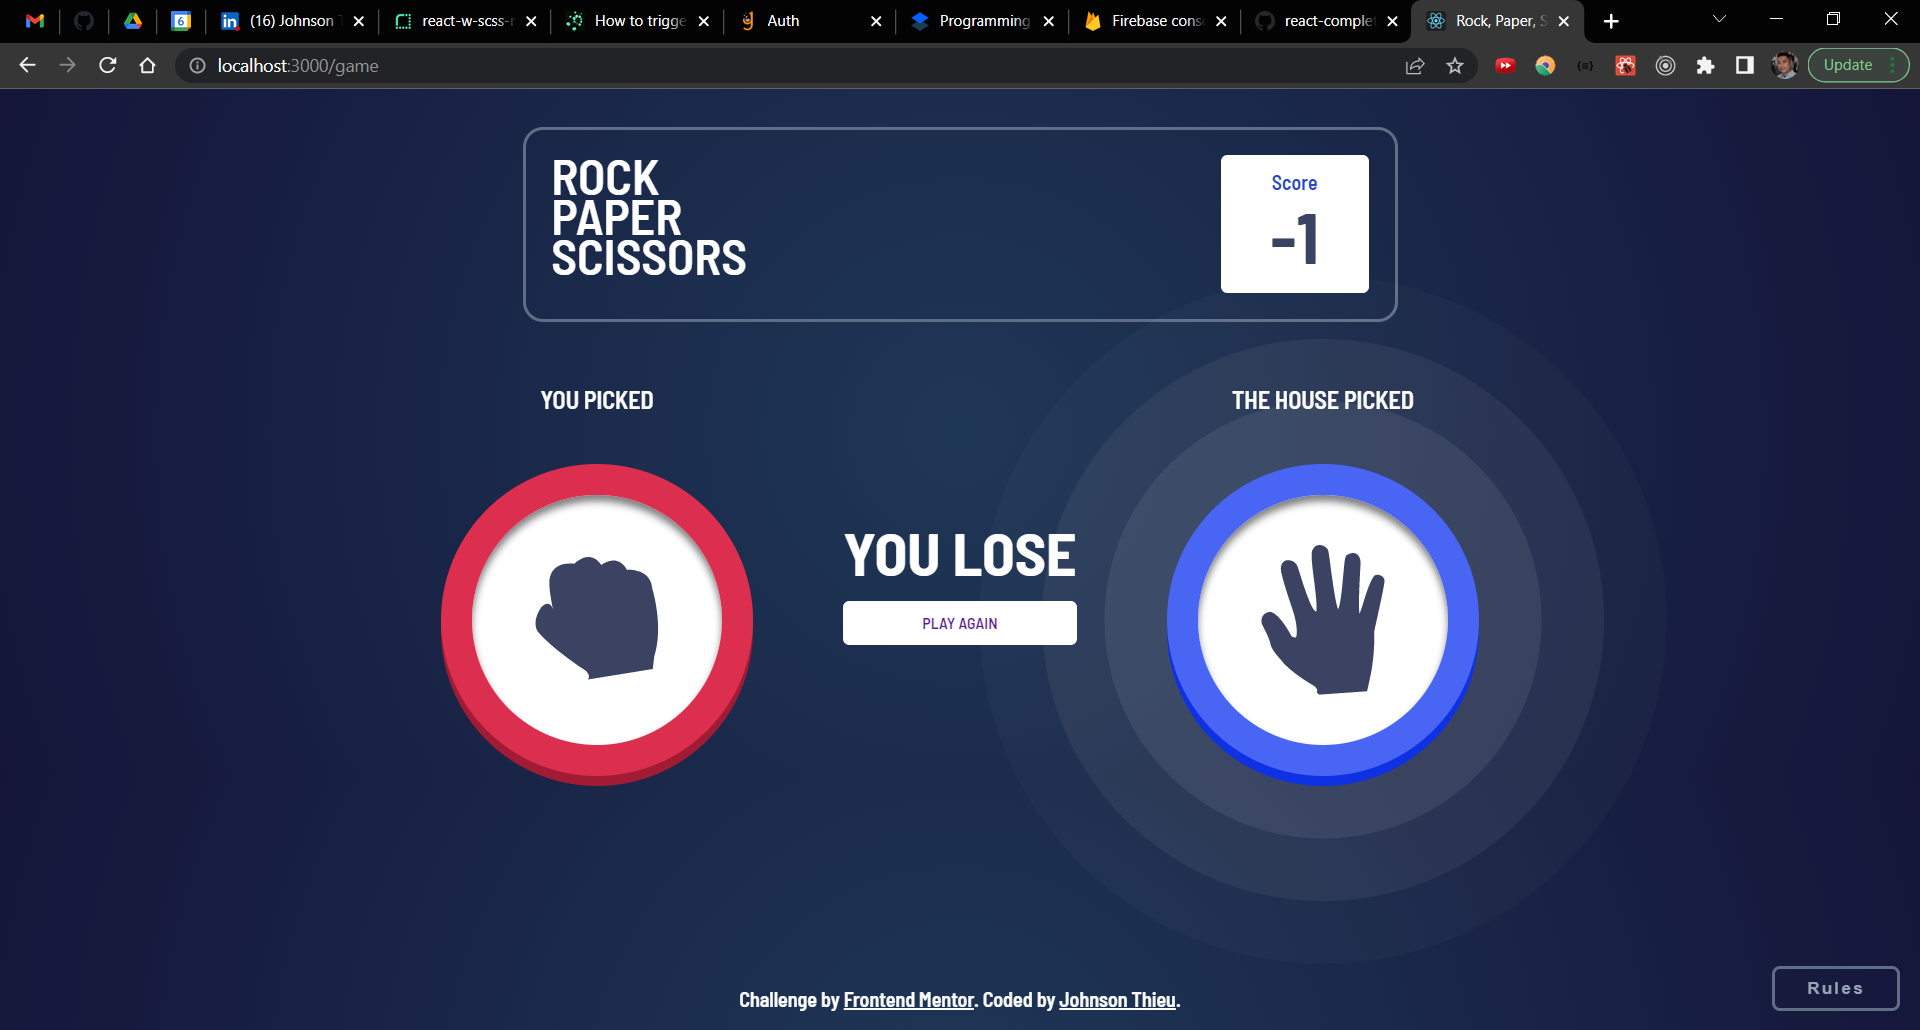 6
(16) Johnson T
react-w-scss-r
How to trigge
Auth
Programming
Firebase cons
react-complet
Rock, Paper, S
localhost:3000/game
Update
ROCK
PAPER
SCISSORS
Score
-1
YOU PICKED
THE HOUSE PICKED
YOU LOSE
PLAY AGAIN
Challenge by Frontend Mentor. Coded by Johnson Thieu.
Rules